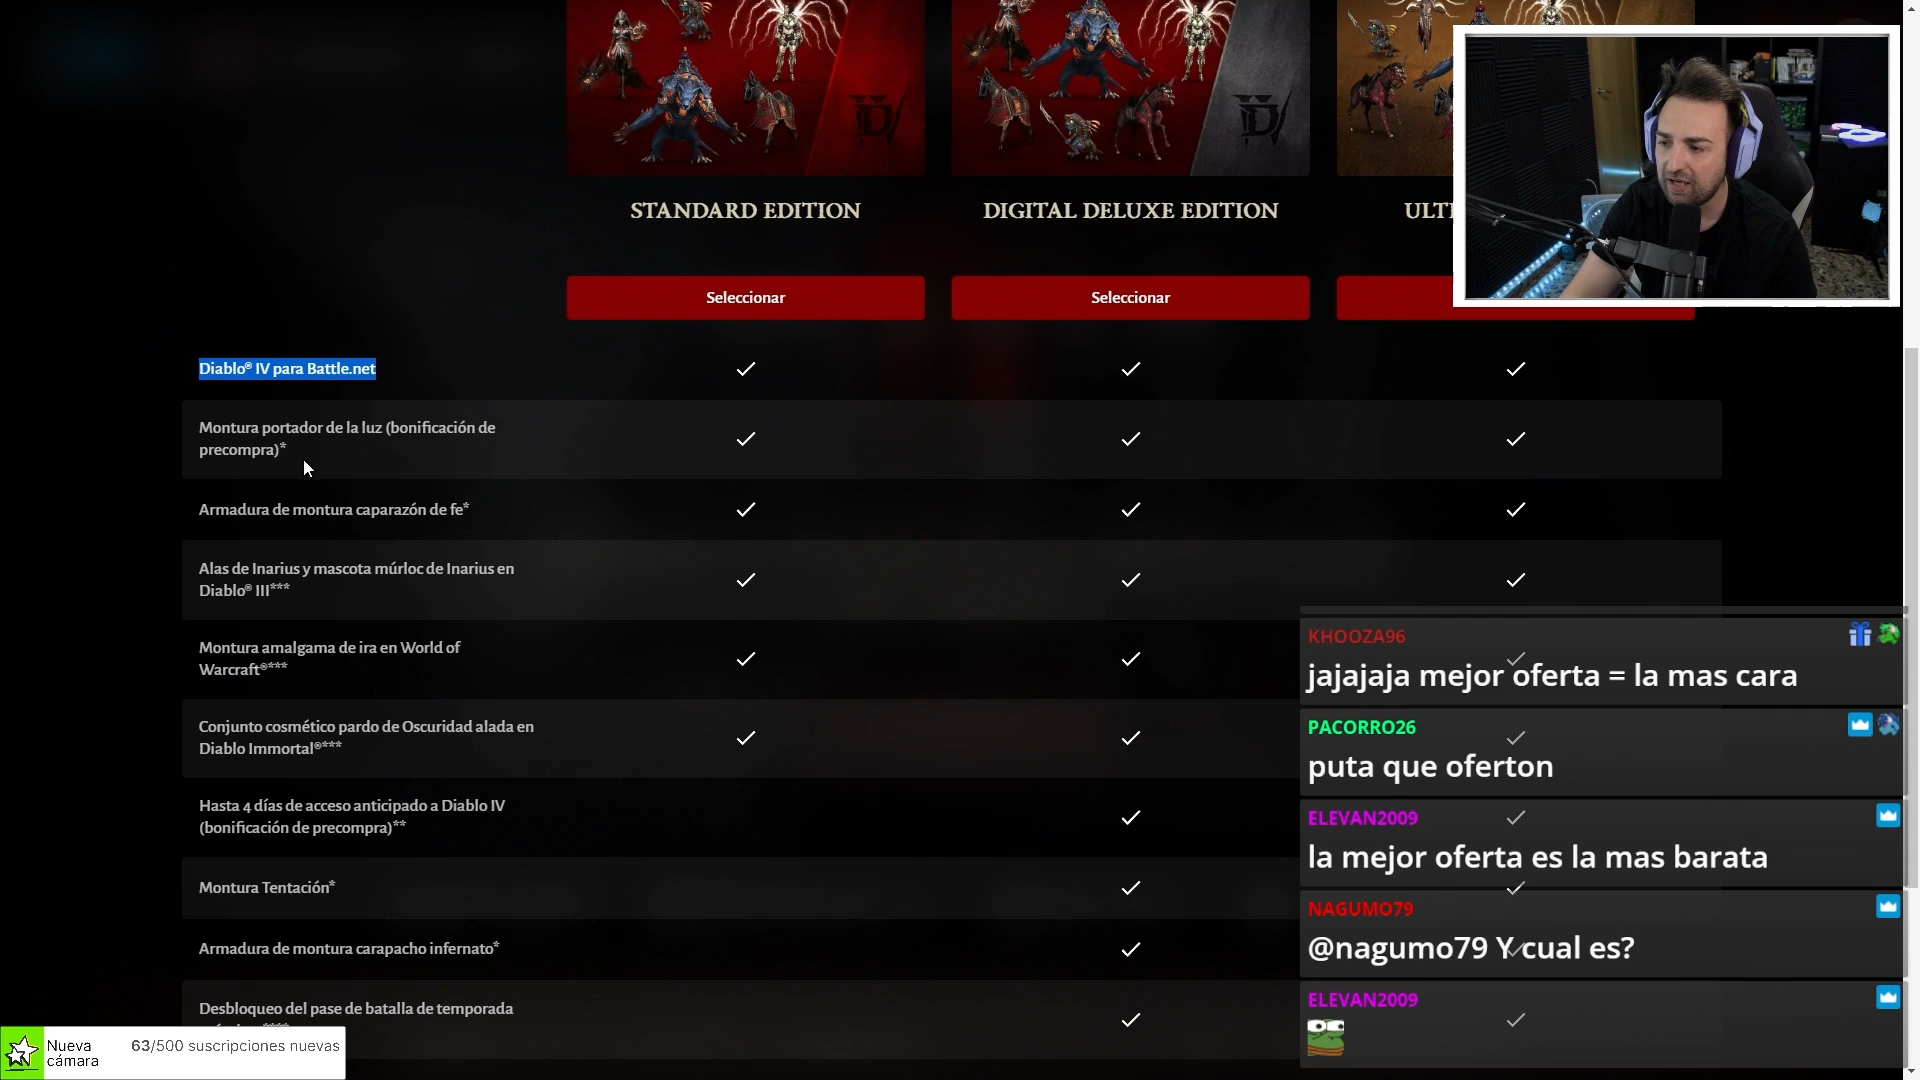 STANDARD EDITION
DIGITAL DELUXE EDITION
ULTI
Seleccionar
Seleccionar
Diablo® IV para Battle.net
Montura portador de la luz (bonificación de
precompra)*
Armadura de montura caparazón de fe*
Alas de Inarius y mascota múrloc de Inarius en
Diablo® III***
Montura amalgama de ira en World of
Warcraft®***
Conjunto cosmético pardo de Oscuridad alada en
Diablo Immortal®***
Hasta 4 días de acceso anticipado a Diablo IV
(bonificación de precompra)**
Montura Tentación*
Armadura de montura carapacho infernato*
Desbloqueo del pase de batalla de temporada
KHOOZA96
jajajaja mejor oferta = la mas cara
PACORRO26
puta que oferton
ELEVAN2009
la mejor oferta es la mas barata
NAGUMO79
@nagumo79 Y cual es?
ELEVAN2009
Nueva
cámara
63/500 suscripciones nuevas